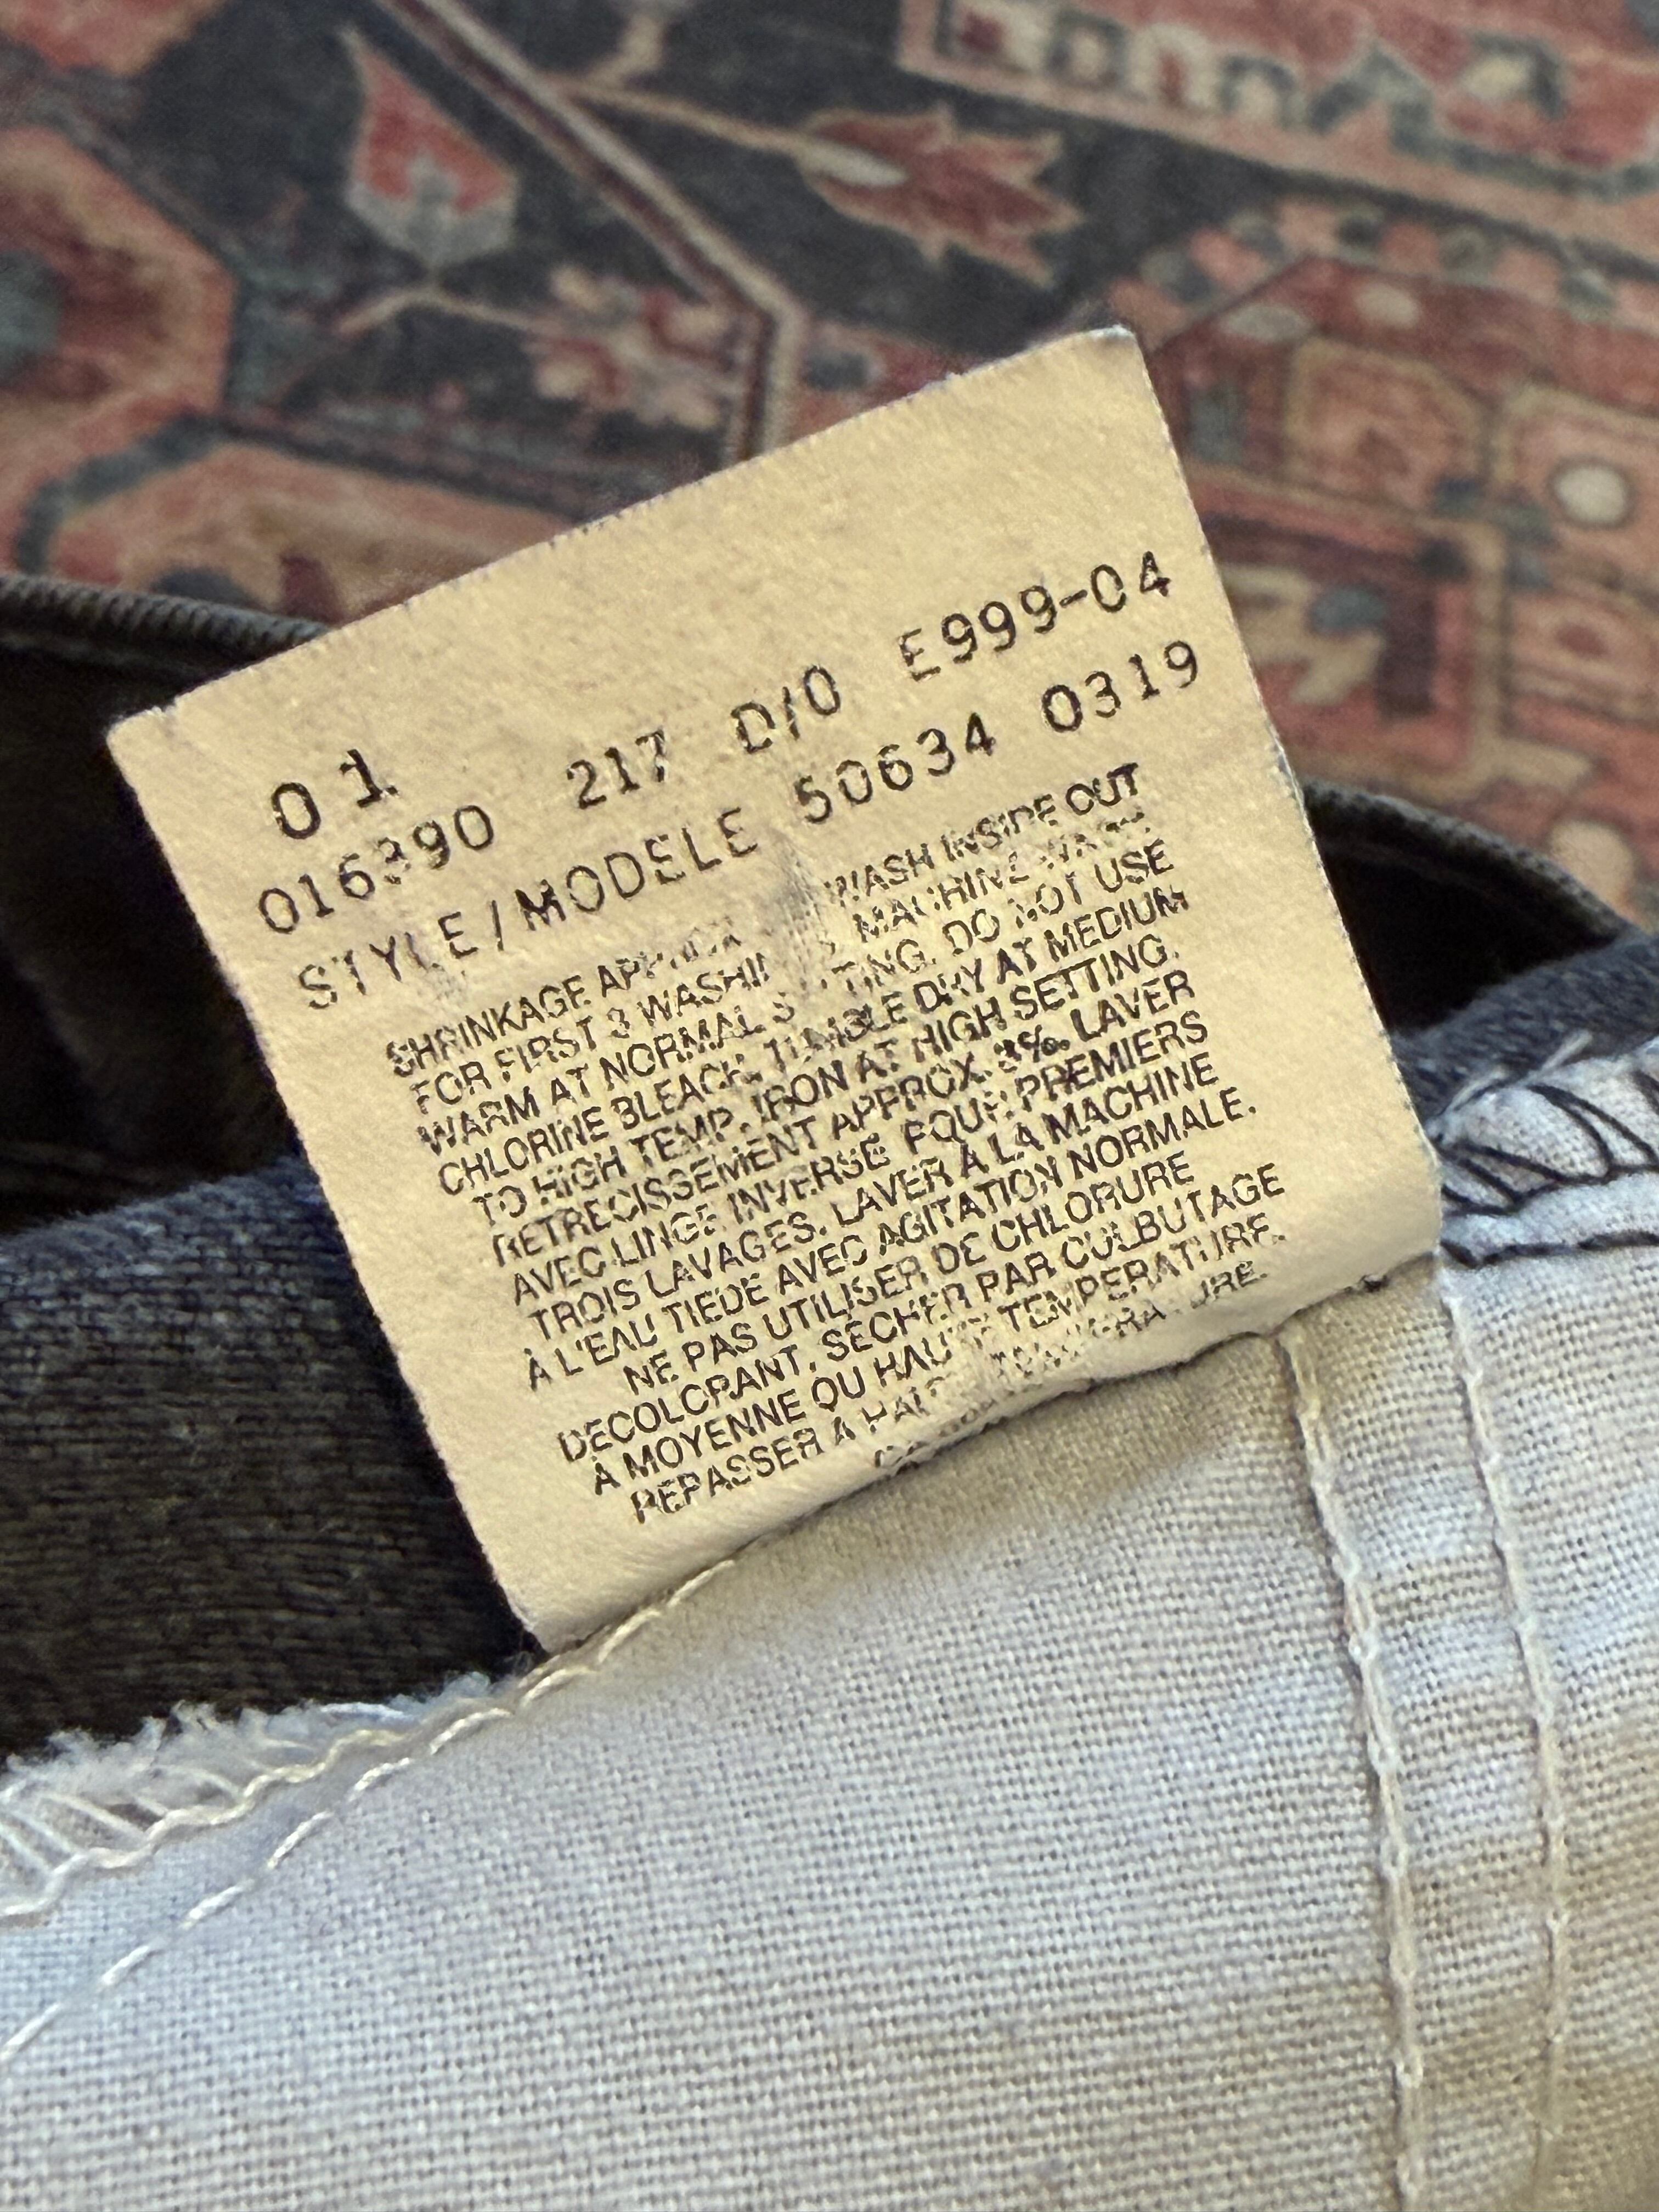 01
016390 217 D/O E999-04
STYLE/MODELE 50634 0319
SHRINKAGE APPROX WASH INSIDE OUT
FOR FIRST 3 MACHINE
WARM AT NORMAL DO NOT USE
CHLORINE BLEACH. TUMBLE DRY AT MEDIUM
TO HIGH TEMP. IRON AT HIGH SETTING.
RETRECISSEMENT APPROX. 3%. LAVER
AVEC LINGE INVERSE POUR PREMIERS
TROIS LAVAGES. LAVER A LA MACHINE
À L'EAU TIEDE AVEC AGITATION NORMALE.
NE PAS UTILISER DE CHLORURE
DECOLORANT. SECHER PAR CULBUTAGE
À MOYENNE OU HAUTE TEMPERATURE.
REPASSER A